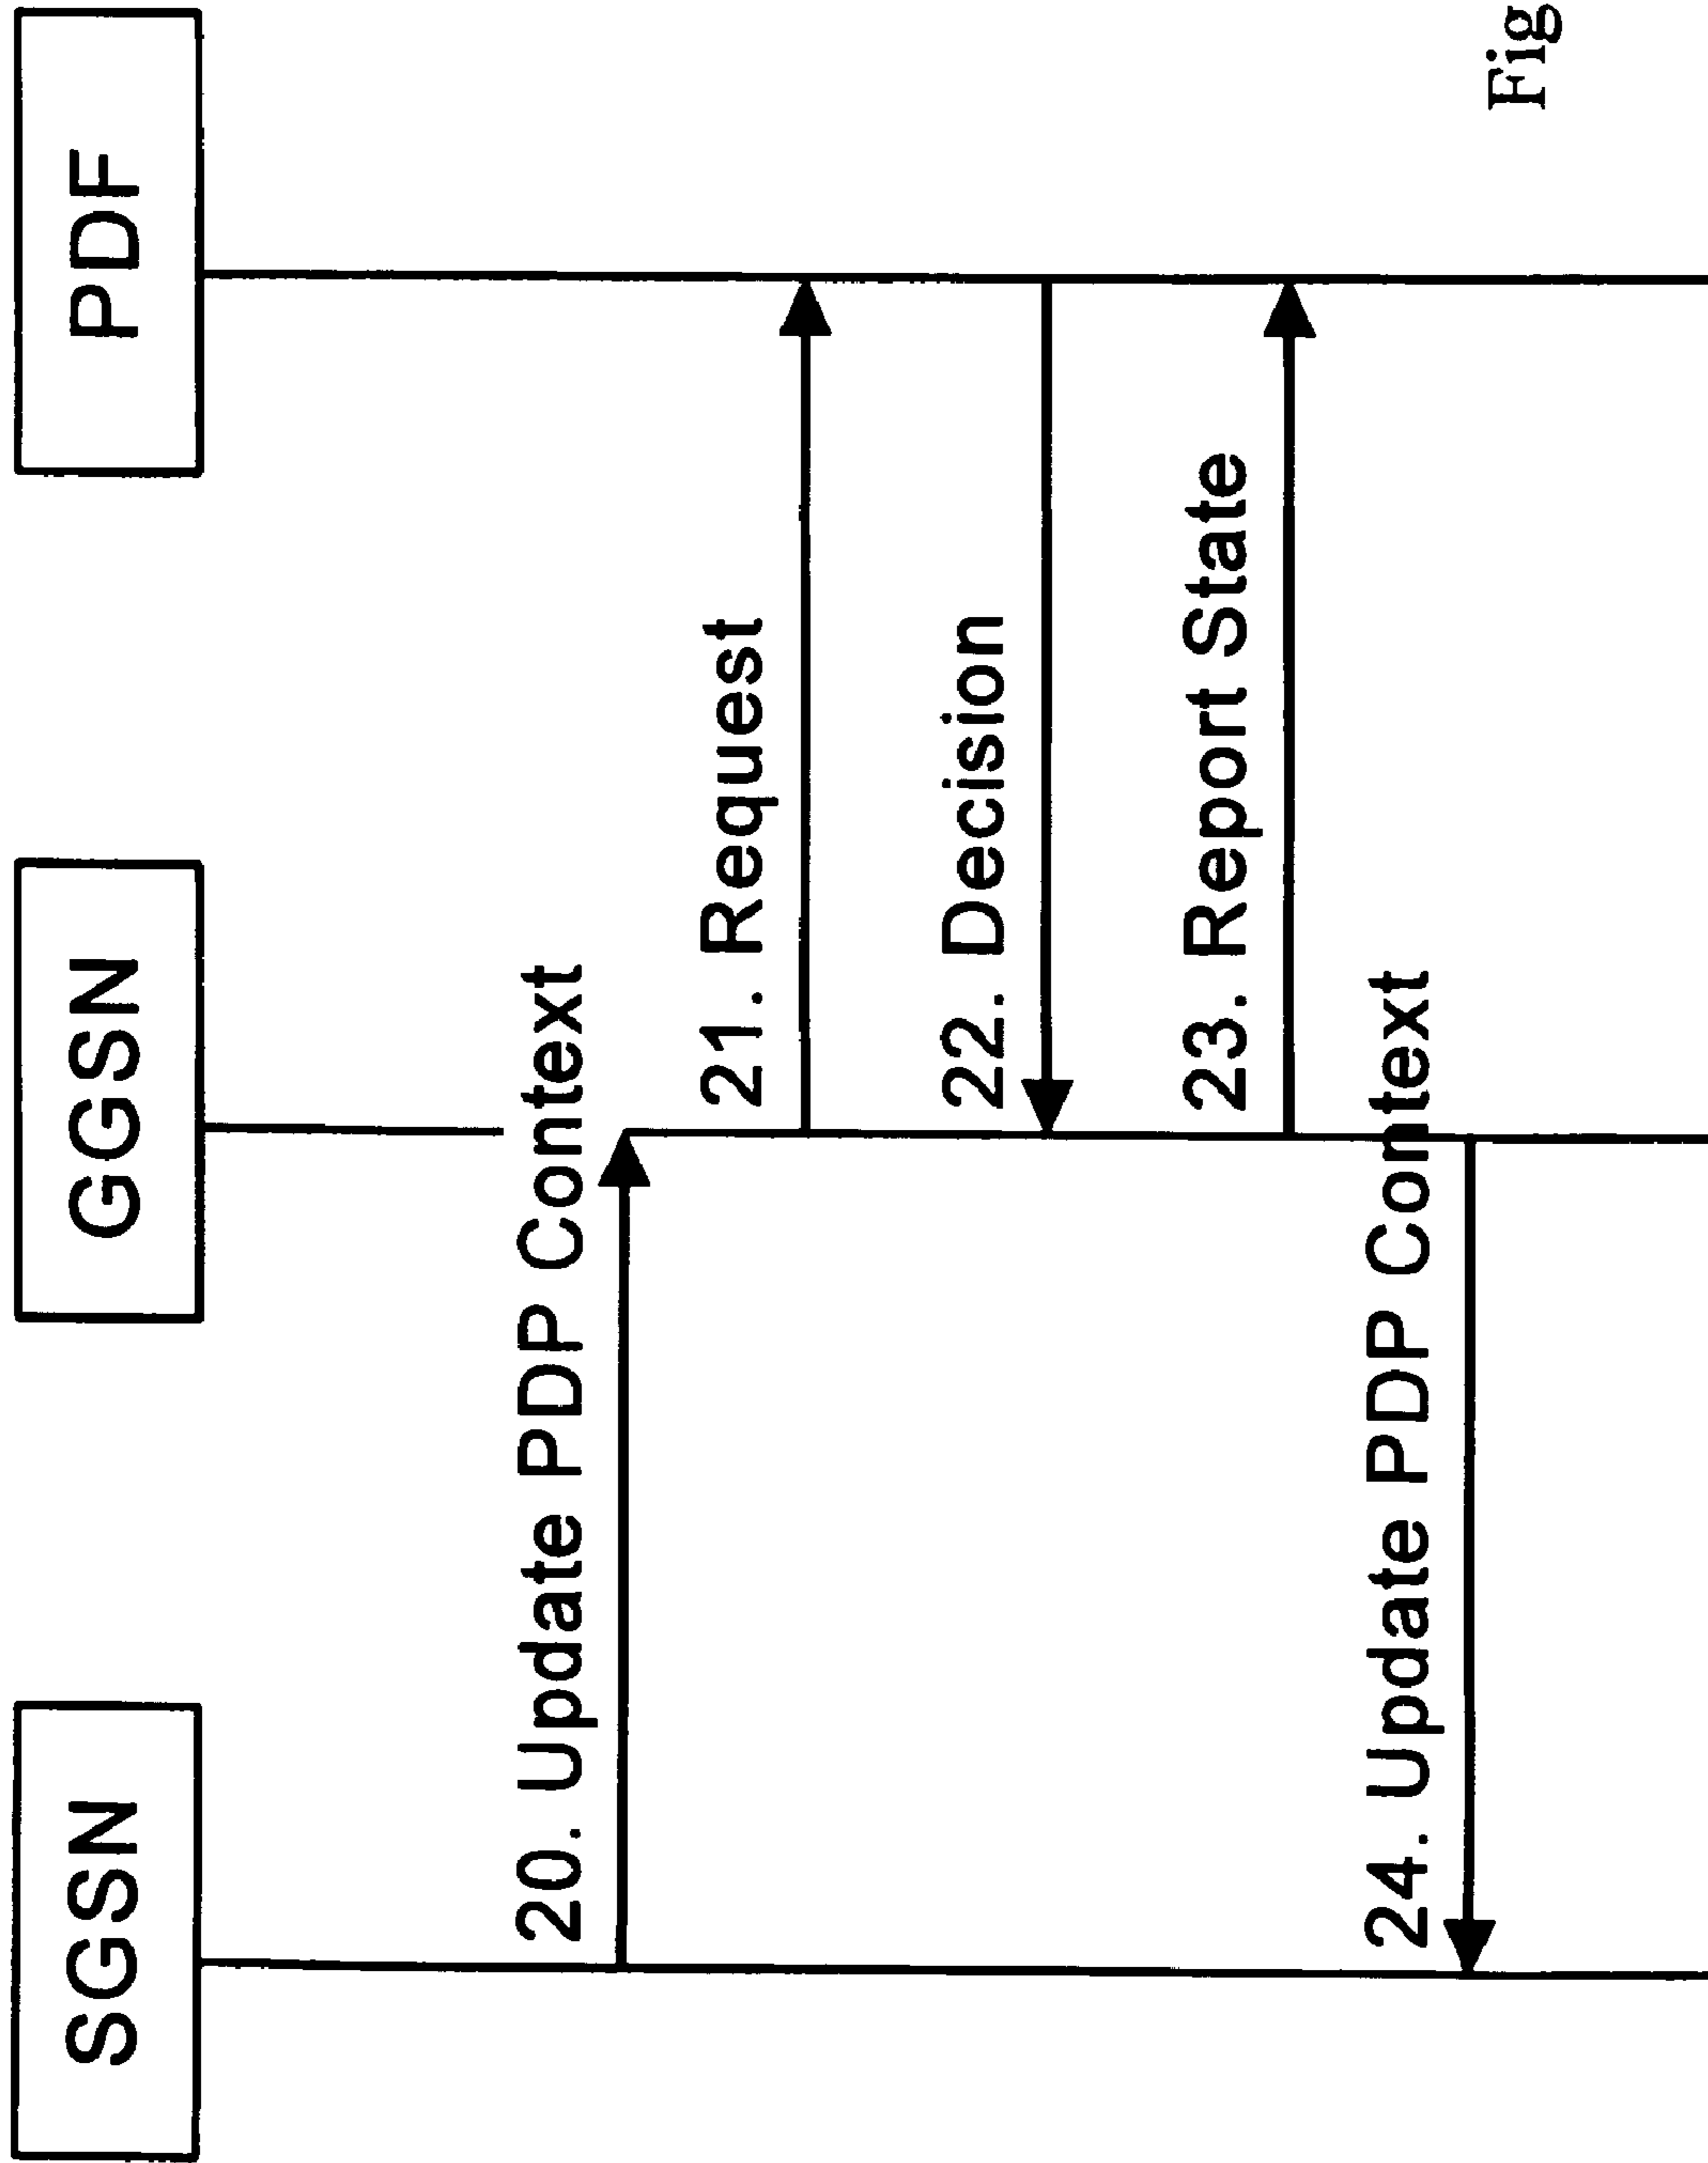 SGSN
GGSN
PDF
20. Update PDP Context
21. Request
22. Decision
23. Report State
24. Update PDP Context
Fig